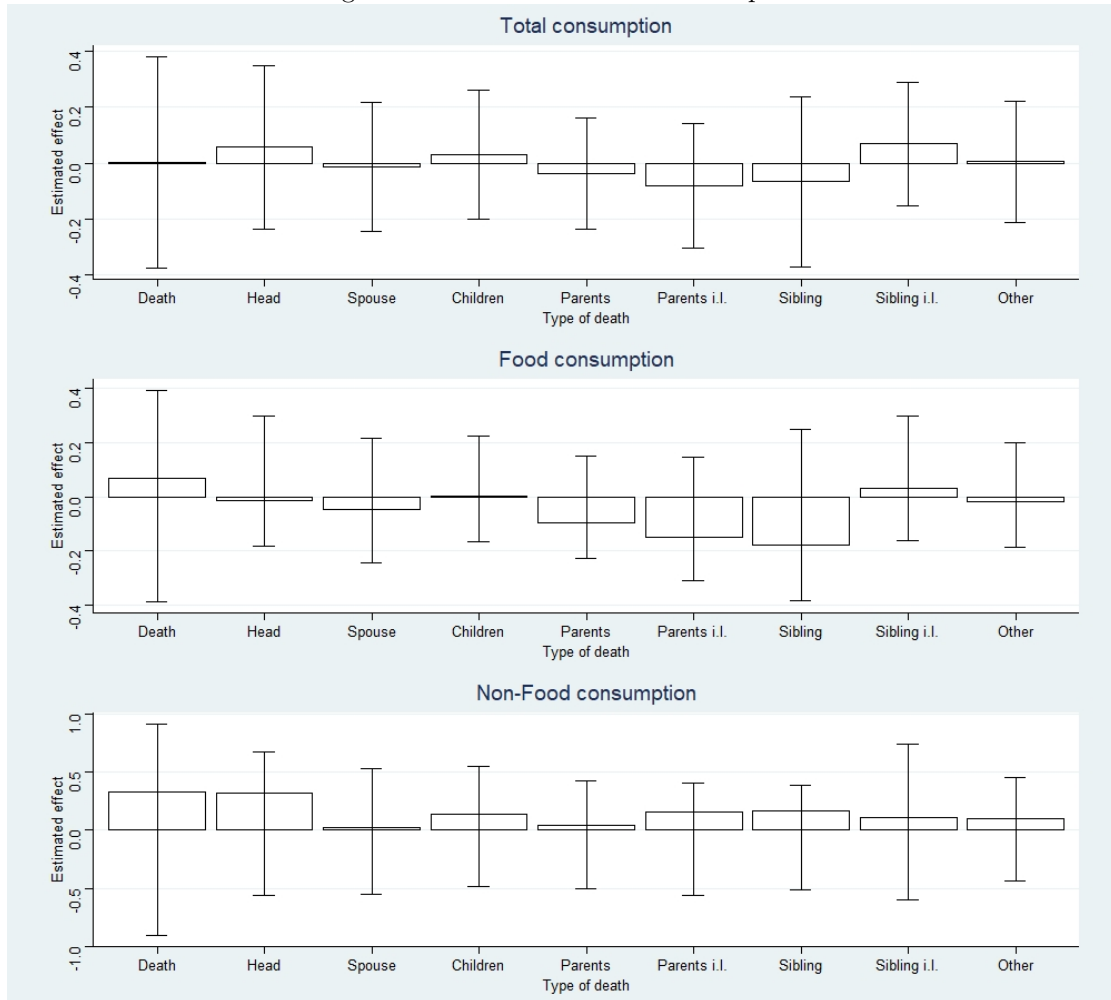 Total consumption
Estimated effect
0.4
0.2
0.0
-0.2
-0.4
Death Head Spouse Children Parents Parents i.l. Sibling Sibling i.l. Other
Type of death
Food consumption
Estimated effect
0.4
0.2
0.0
-0.2
-0.4
Death Head Spouse Children Parents Parents i.l. Sibling Sibling i.l. Other
Type of death
Non-Food consumption
Estimated effect
1.0
0.5
0.0
-0.5
-1.0
Death Head Spouse Children Parents Parents i.l. Sibling Sibling i.l. Other
Type of death